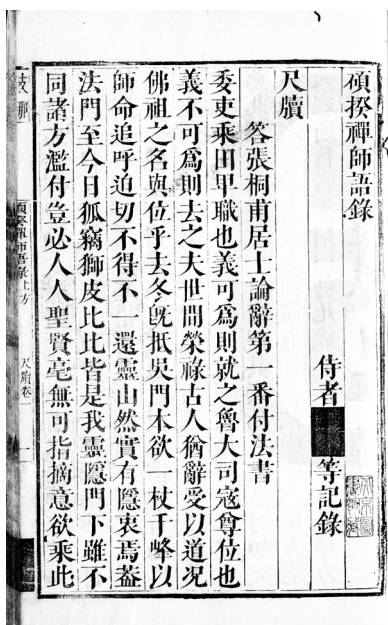 碩揆禪師語錄
侍者等記錄
尺牘
答張桐甫居士論辭第一番付法書
委吏乘田卑職也義可爲則就之魯大司寇尊位也
義不可爲則去之夫世間榮祿古人猶辭受以道况
佛祖之名與位乎去冬旣抵吳門本欲一杖千峰以
師命追呼迫切不得不一還靈山然實有隱衷焉葢
法門至今日狐竊獅皮比比皆是我靈隱門下雖不
同諸方濫付豈必人人聖賢毫無可指摘意欲乘此
碩揆禪師語錄上方
尺牘卷一
一